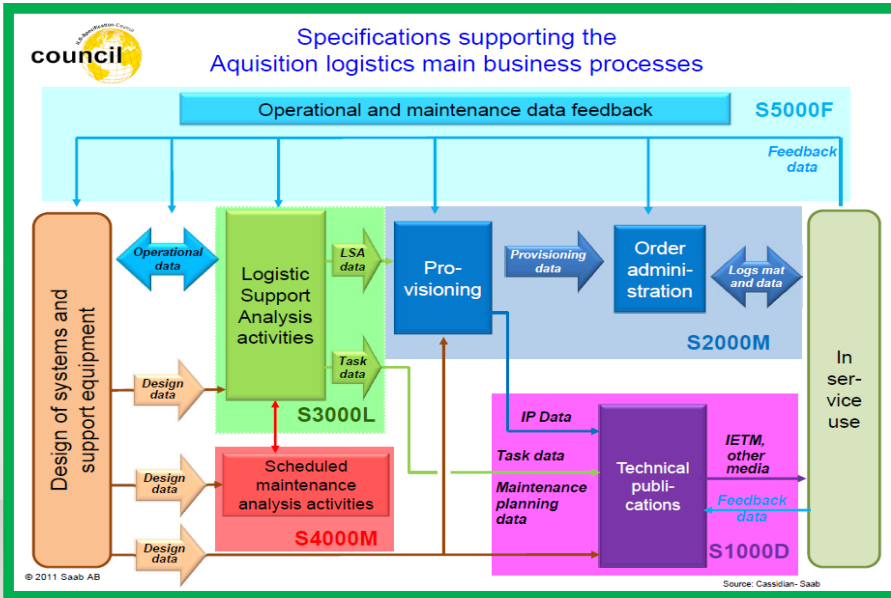 ILS-Specification-Council
council
Specifications supporting the
Aquisition logistics main business processes
Operational and maintenance data feedback
S5000F
Feedback
data
Design of systems and
support equipment
Operational
data
Logistic
Support
Analysis
activities
LSA
data
Pro-
visioning
Provisioning
data
Order
admini-
stration
Logs mat
and data
S2000M
In
ser-
vice
use
Design
data
Task
data
S3000L
Design
data
Scheduled
maintenance
analysis activities
S4000M
Design
data
IP Data
Task data
Maintenance
planning
data
Technical
publi-
cations
IETM,
other
media
Feedback
data
S1000D
© 2011 Saab AB
Source: Cassidian- Saab